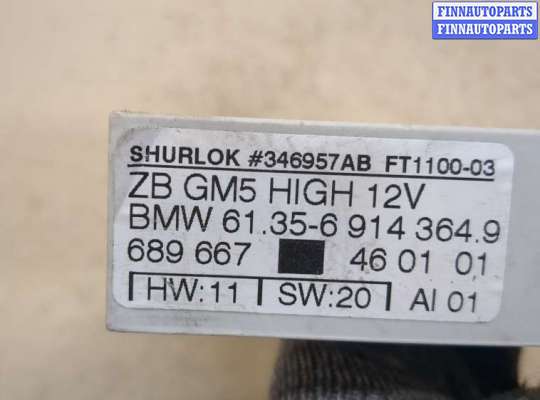 FINNAUTOPARTS
FINNAUTOPARTS
SHURLOK #346957AB FT1100-03
ZB GM5 HIGH 12V
BMW 61.35-6 914 364.9
689 667 46 01 01
HW:11 SW:20 AI 01